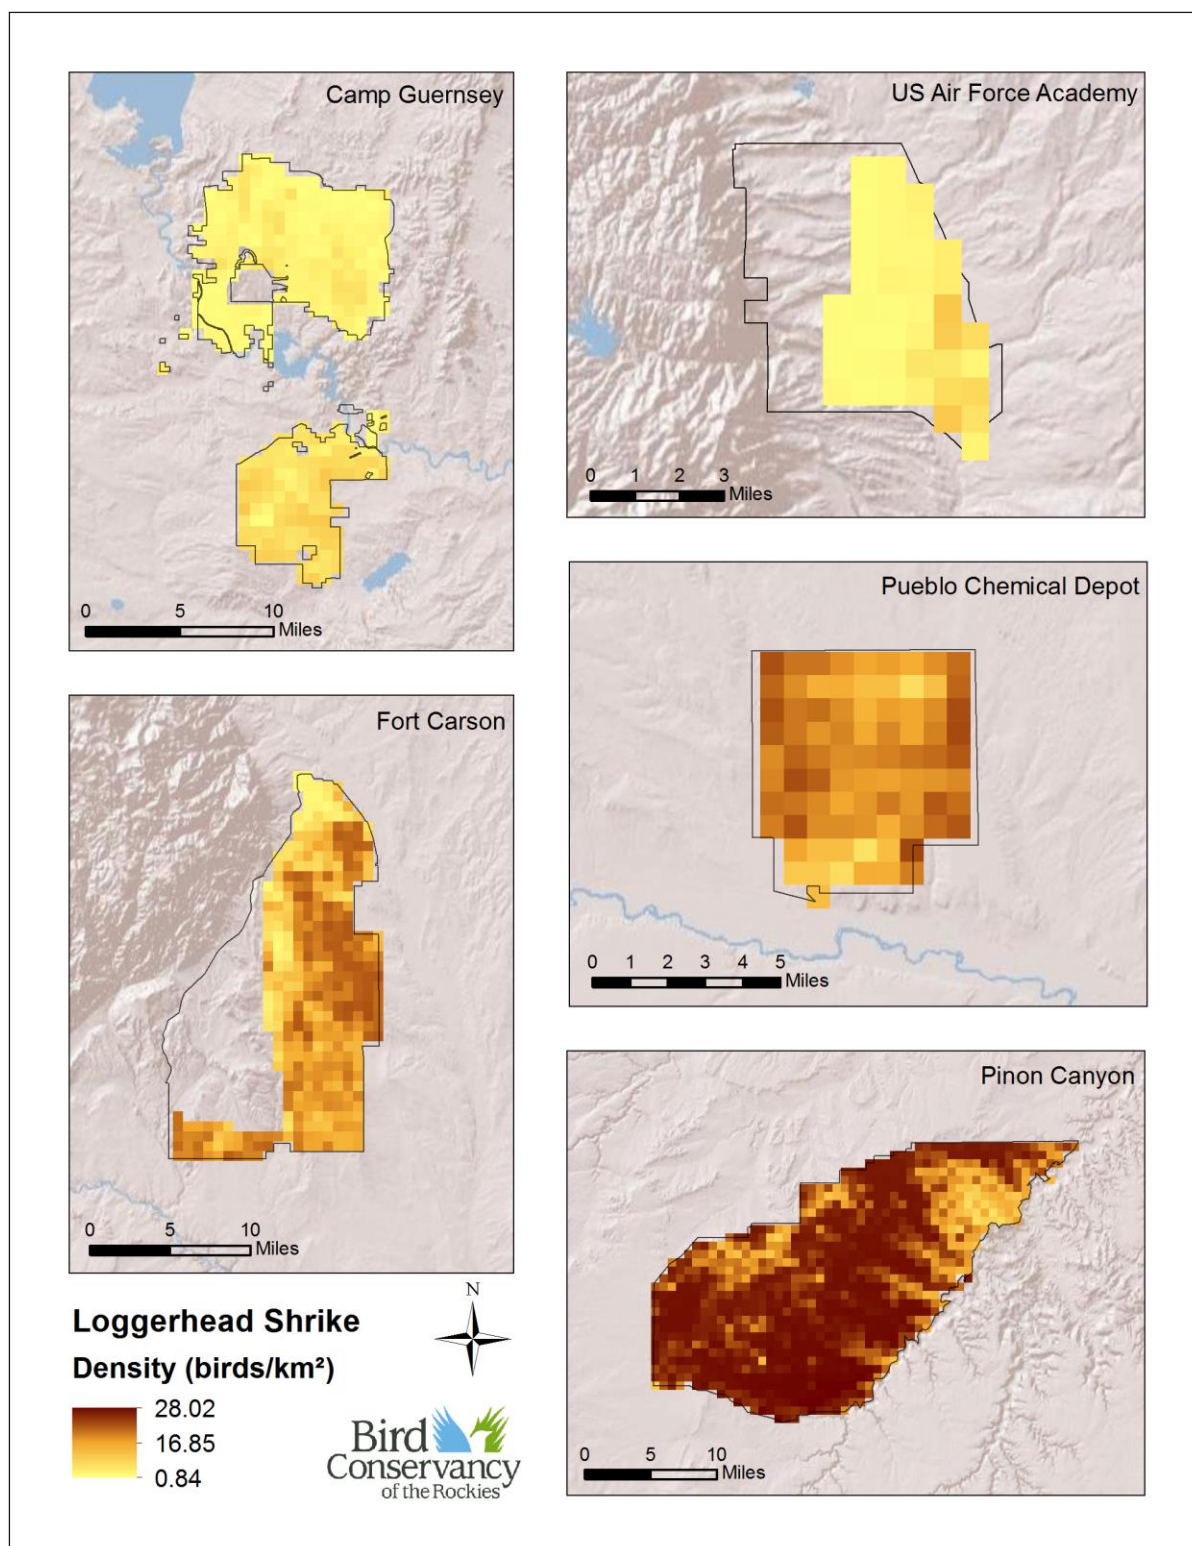 Camp Guernsey
0 5 10
Miles
US Air Force Academy
0 1 2 3
Miles
Fort Carson
0 5 10
Miles
Pueblo Chemical Depot
0 1 2 3 4 5
Miles
Pinon Canyon
0 5 10
Miles
Loggerhead Shrike
Density (birds/km²)
28.02
16.85
0.84
N
Bird
Conservancy
of the Rockies